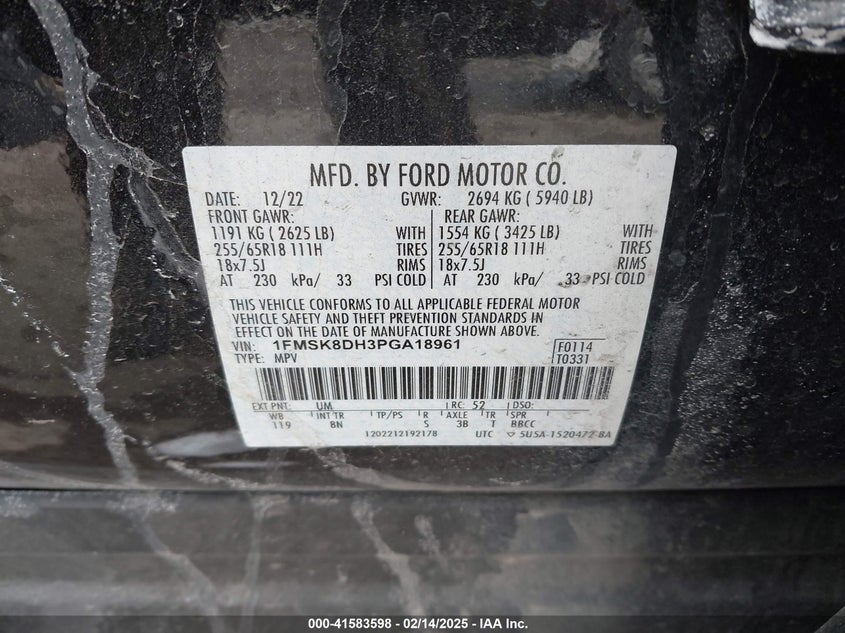 MFD. BY FORD MOTOR CO.
DATE: 12/22 GVWR: 2694 KG ( 5940 LB)
FRONT GAWR: REAR GAWR:
1191 KG ( 2625 LB) WITH 1554 KG ( 3425 LB) WITH
255/65R18 111H TIRES 255/65R18 111H TIRES
18x7.5J RIMS 18x7.5J RIMS
AT 230 kPa/ 33 PSI COLD AT 230 kPa/ 33 PSI COLD
THIS VEHICLE CONFORMS TO ALL APPLICABLE FEDERAL MOTOR
VEHICLE SAFETY AND THEFT PREVENTION STANDARDS IN
EFFECT ON THE DATE OF MANUFACTURE SHOWN ABOVE.
VIN: 1FMSK8DH3PGA18961 F0114
TYPE: MPV T0331
EXT PNT: UM RC: 52 DSO:
WB INT TR TP/PS R AXLE TR SPR
119 BN S 3B T BBCC
1202212192178 UTC 5U5A-1520472-BA
000-41583598 - 02/14/2025 - IAA Inc.